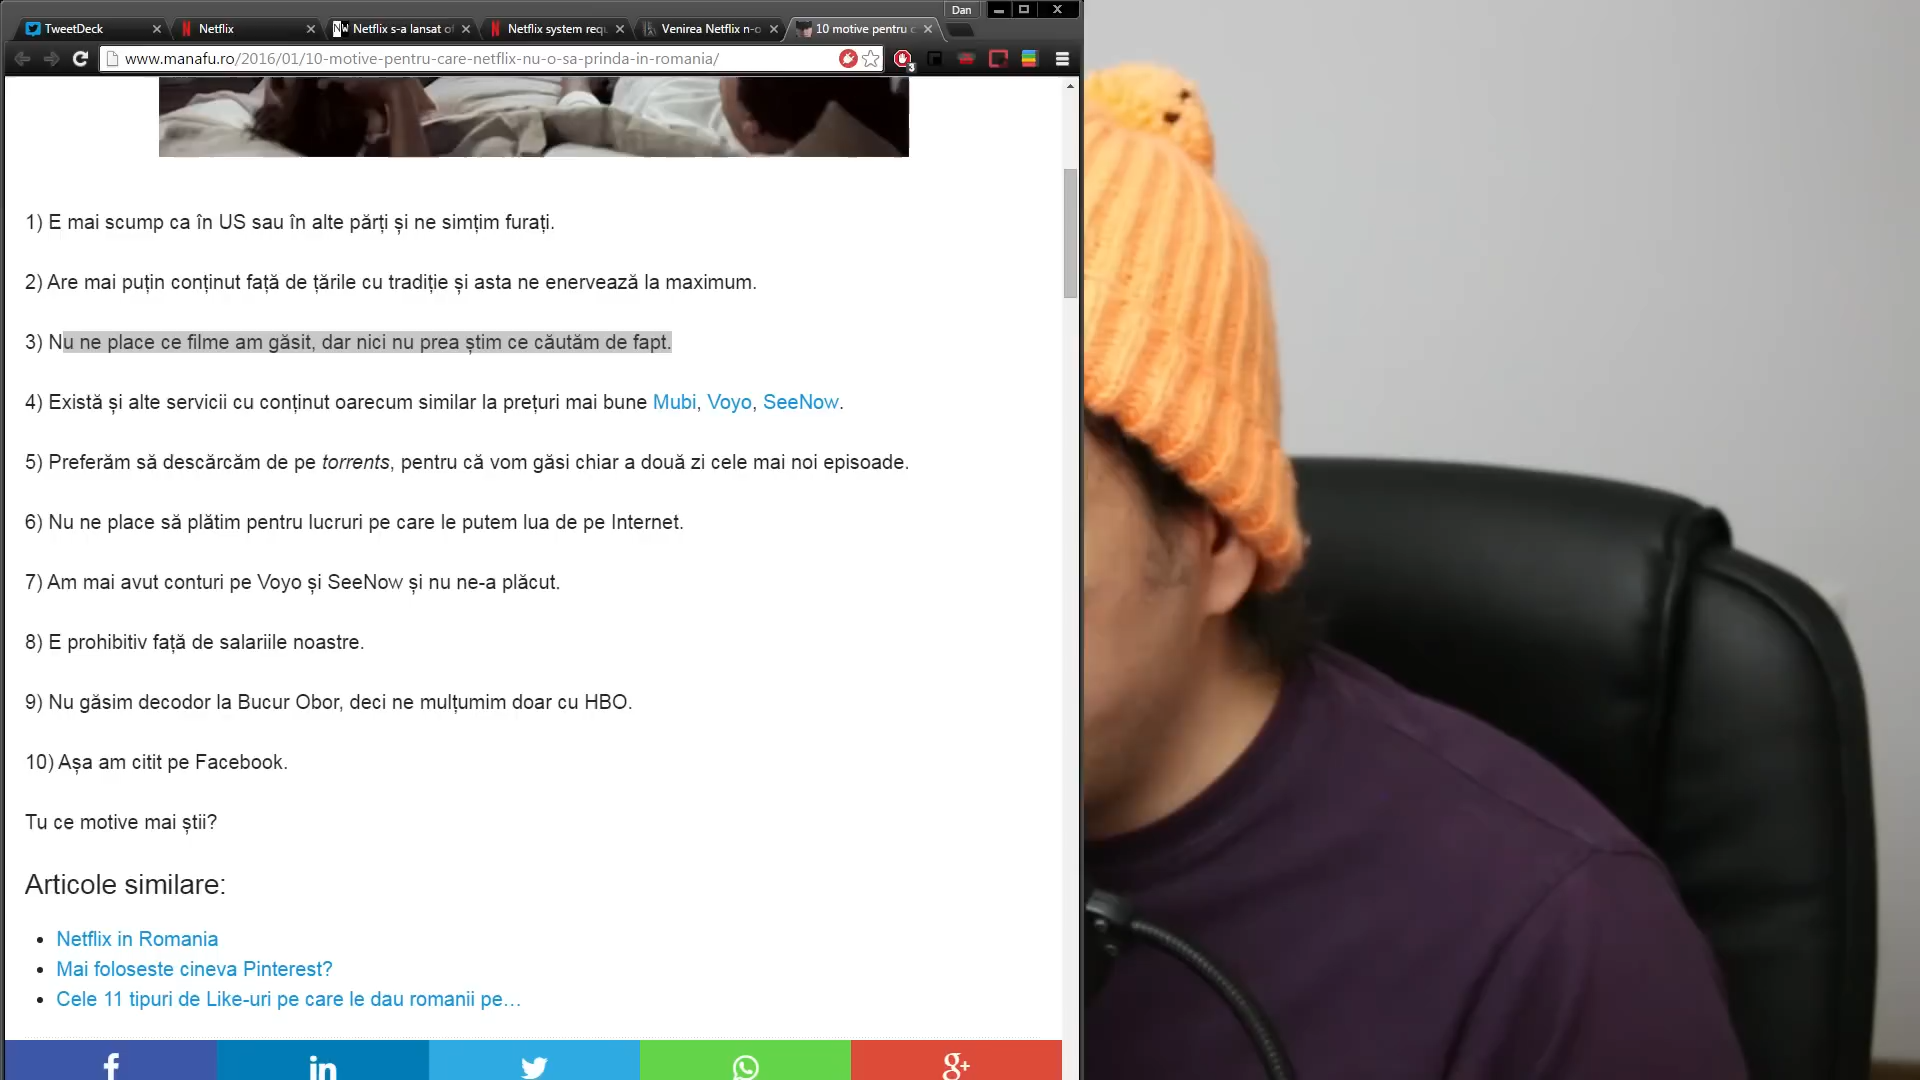 Dan
TweetDeck
Netflix
Netflix s-a lansat of
Netflix system requ
Venirea Netflix n-o
10 motive pentru c
www.manafu.ro/2016/01/10-motive-pentru-care-netflix-nu-o-sa-prinda-in-romania/
3
1) E mai scump ca în US sau în alte părți și ne simțim furați.
2) Are mai puțin conținut față de țările cu tradiție și asta ne enervează la maximum.
3) Nu ne place ce filme am găsit, dar nici nu prea știm ce căutăm de fapt.
4) Există și alte servicii cu conținut oarecum similar la prețuri mai bune Mubi, Voyo, SeeNow.
5) Preferăm să descărcăm de pe torrents, pentru că vom găsi chiar a două zi cele mai noi episoade.
6) Nu ne place să plătim pentru lucruri pe care le putem lua de pe Internet.
7) Am mai avut conturi pe Voyo și SeeNow și nu ne-a plăcut.
8) E prohibitiv față de salariile noastre.
9) Nu găsim decodor la Bucur Obor, deci ne mulțumim doar cu HBO.
10) Așa am citit pe Facebook.
Tu ce motive mai știi?
Articole similare:
Netflix in Romania
Mai foloseste cineva Pinterest?
Cele 11 tipuri de Like-uri pe care le dau romanii pe…
f
in
g+